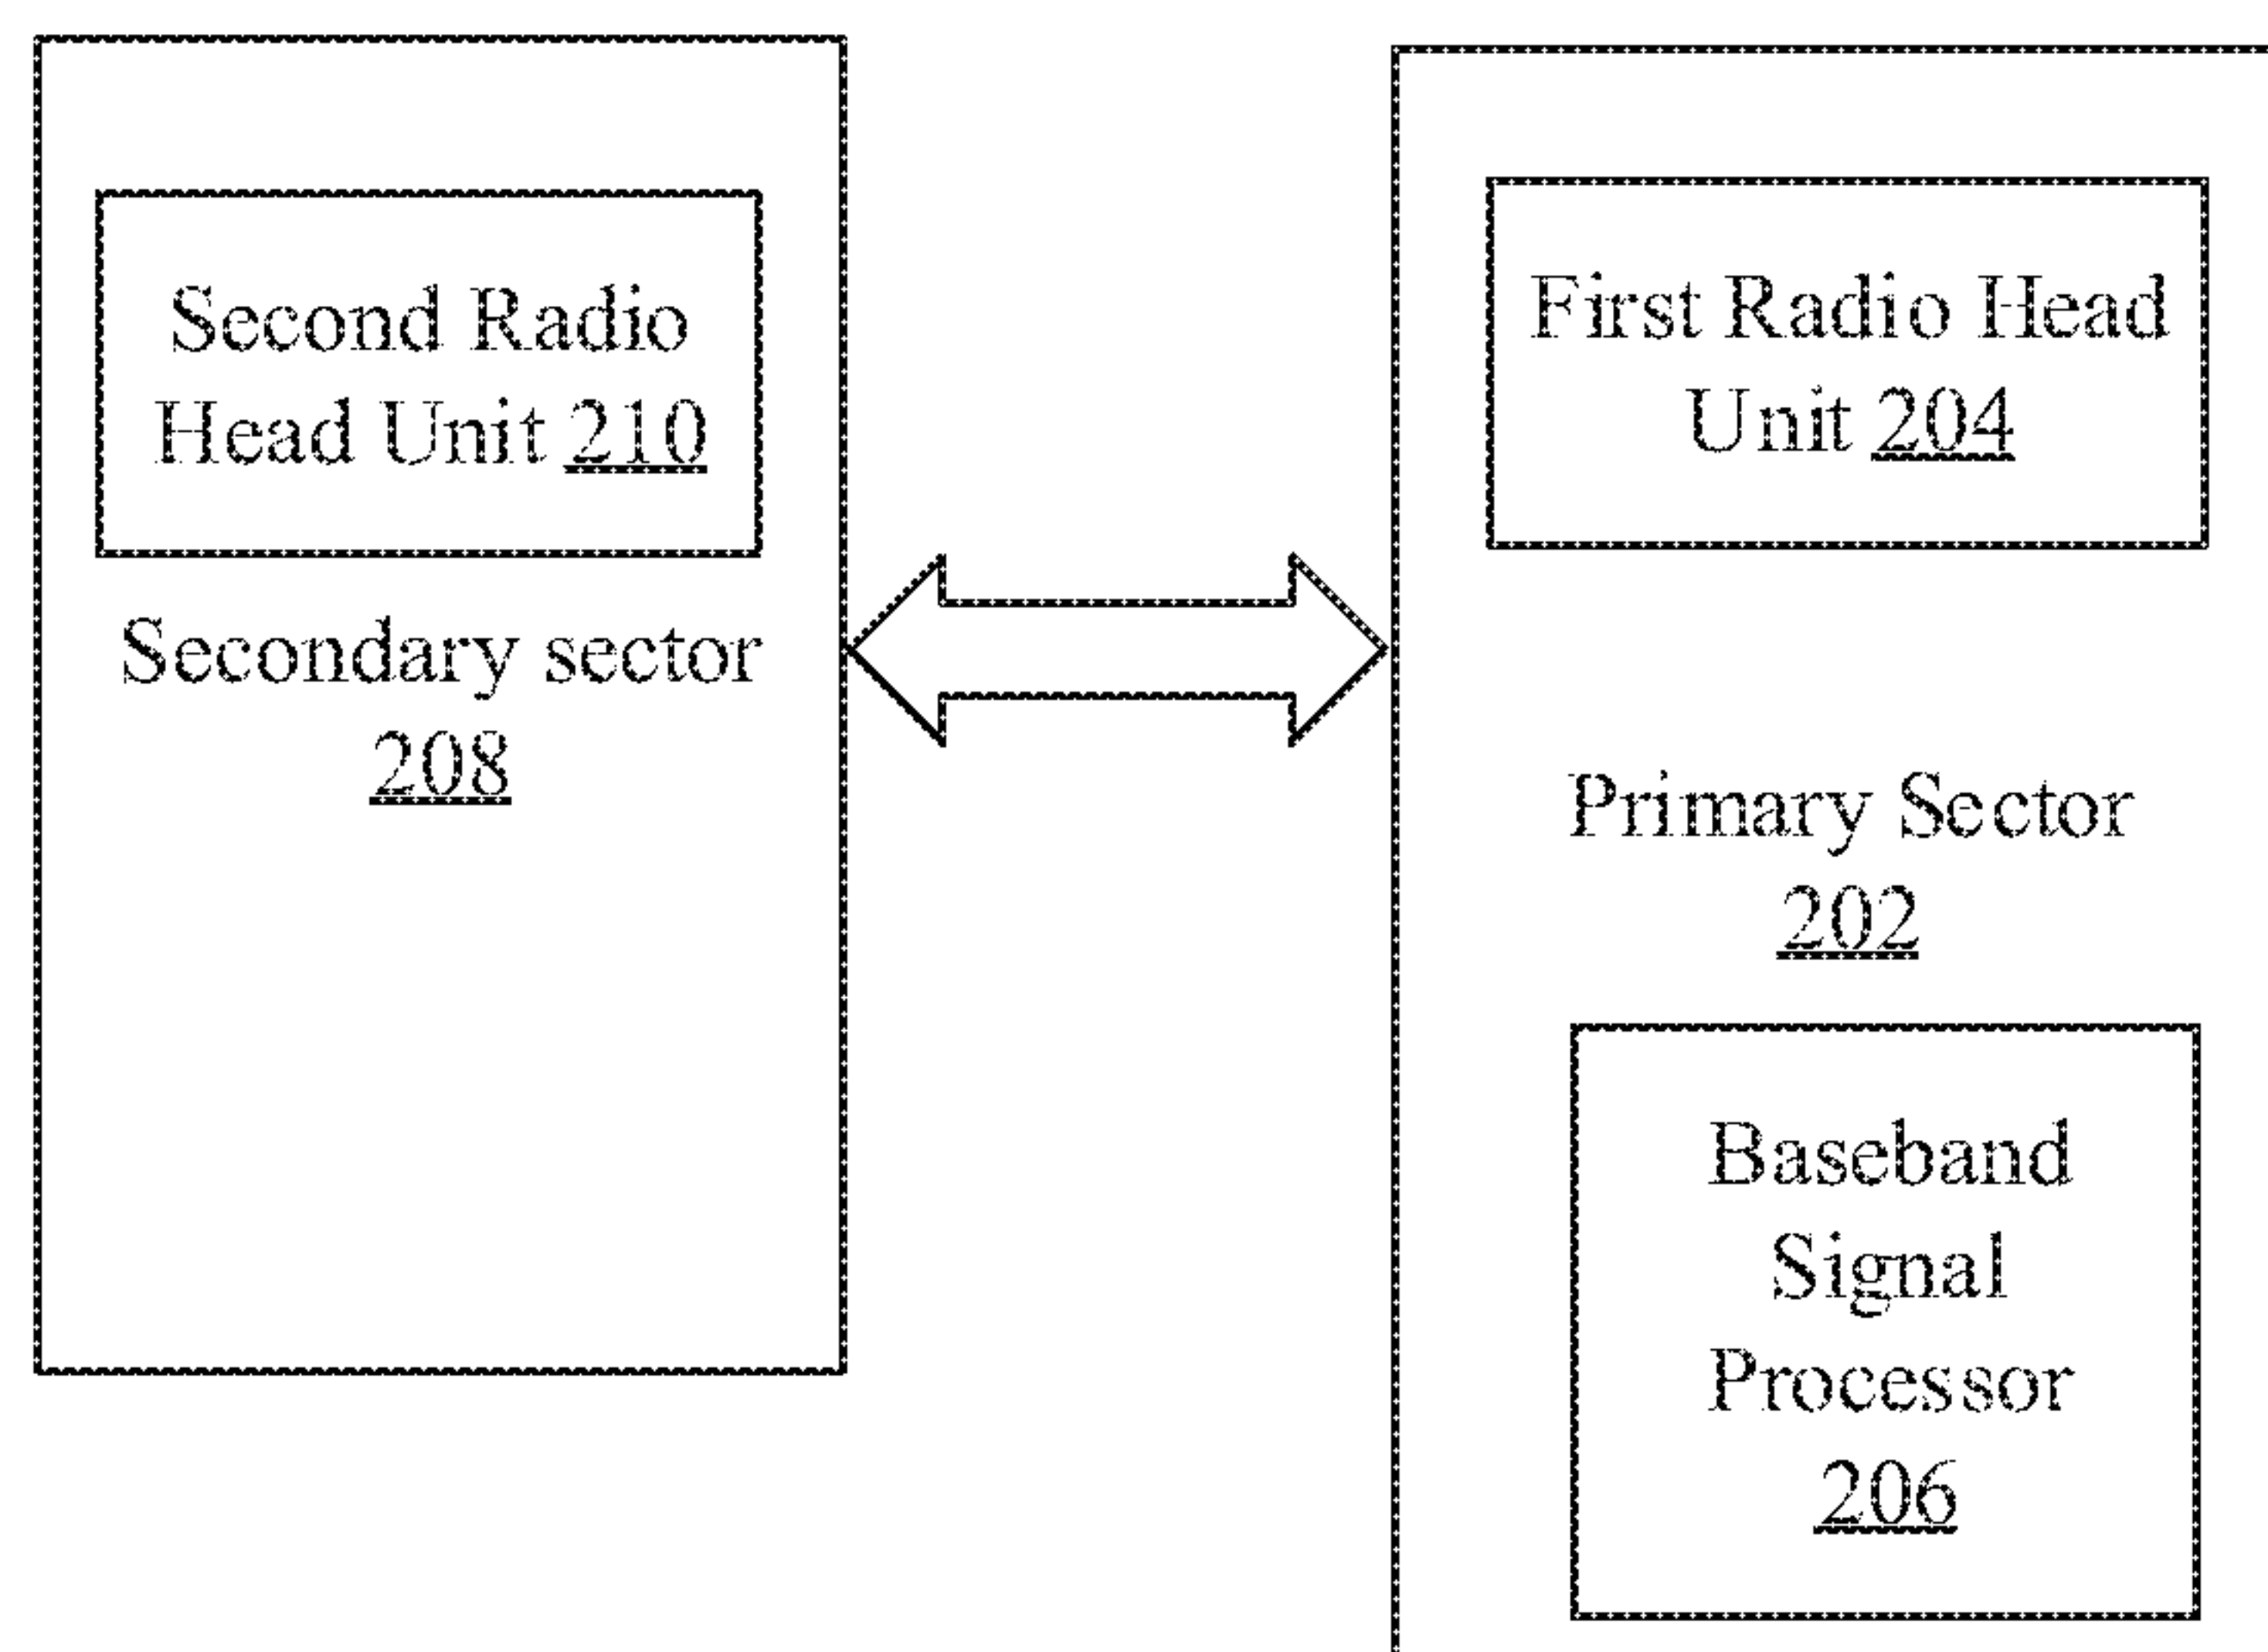 Second Radio
Head Unit 210
Secondary sector
208
First Radio Head
Unit 204
Primary Sector
202
Baseband
Signal
Processor
206